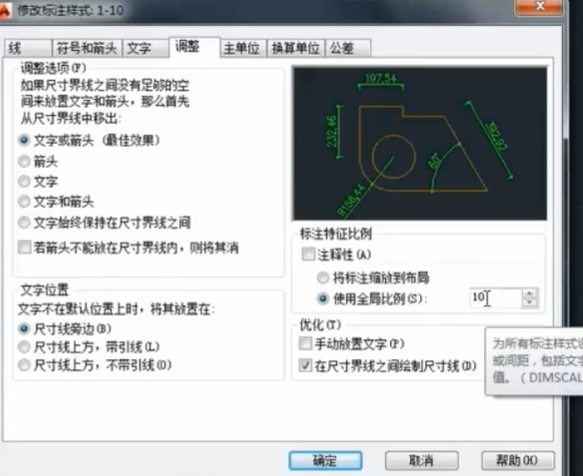 修改标注样式: 1-10
线 符号和箭头 文字 调整 主单位 换算单位 公差
调整选项(F)
如果尺寸界线之间没有足够的空
间来放置文字和箭头，那么首先
从尺寸界线中移出:
文字或箭头 (最佳效果)
箭头
文字
文字和箭头
文字始终保持在尺寸界线之间
若箭头不能放在尺寸界线内，则将其消
文字位置
文字不在默认位置上时，将其放置在:
尺寸线旁边(B)
尺寸线上方，带引线(L)
尺寸线上方，不带引线(O)
197,54
232,46
392,92
60°
R156,44
标注特征比例
注释性(A)
将标注缩放到布局
使用全局比例(S): 10
优化(T)
手动放置文字(P)
在尺寸界线之间绘制尺寸线(D)
为所有标注样式设
或间距，包括文字
值。（DIMSCAL
确定 取消 帮助(H)